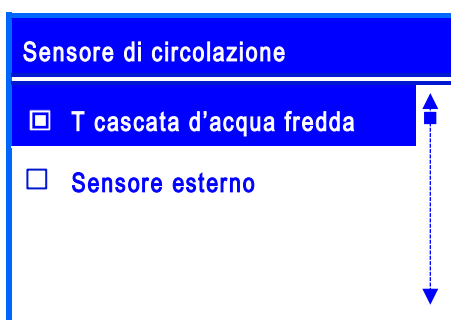 Sensore di circolazione
T cascata d’acqua fredda
Sensore esterno